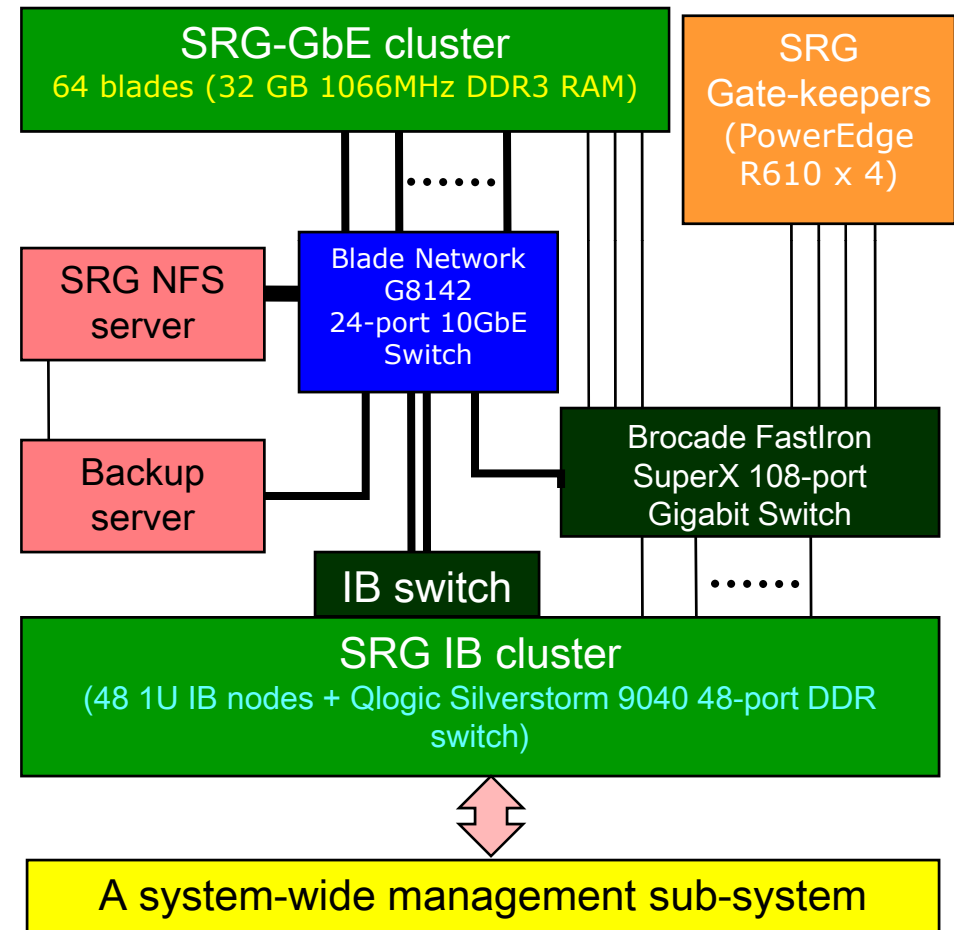 SRG-GbE cluster
64 blades (32 GB 1066MHz DDR3 RAM)
SRG
Gate-keepers
(PowerEdge
R610 x 4)
Blade Network
G8142
24-port 10GbE
Switch
SRG NFS
server
Backup
server
Brocade FastIron
SuperX 108-port
Gigabit Switch
IB switch
SRG IB cluster
(48 1U IB nodes + Qlogic Silverstorm 9040 48-port DDR
switch)
A system-wide management sub-system